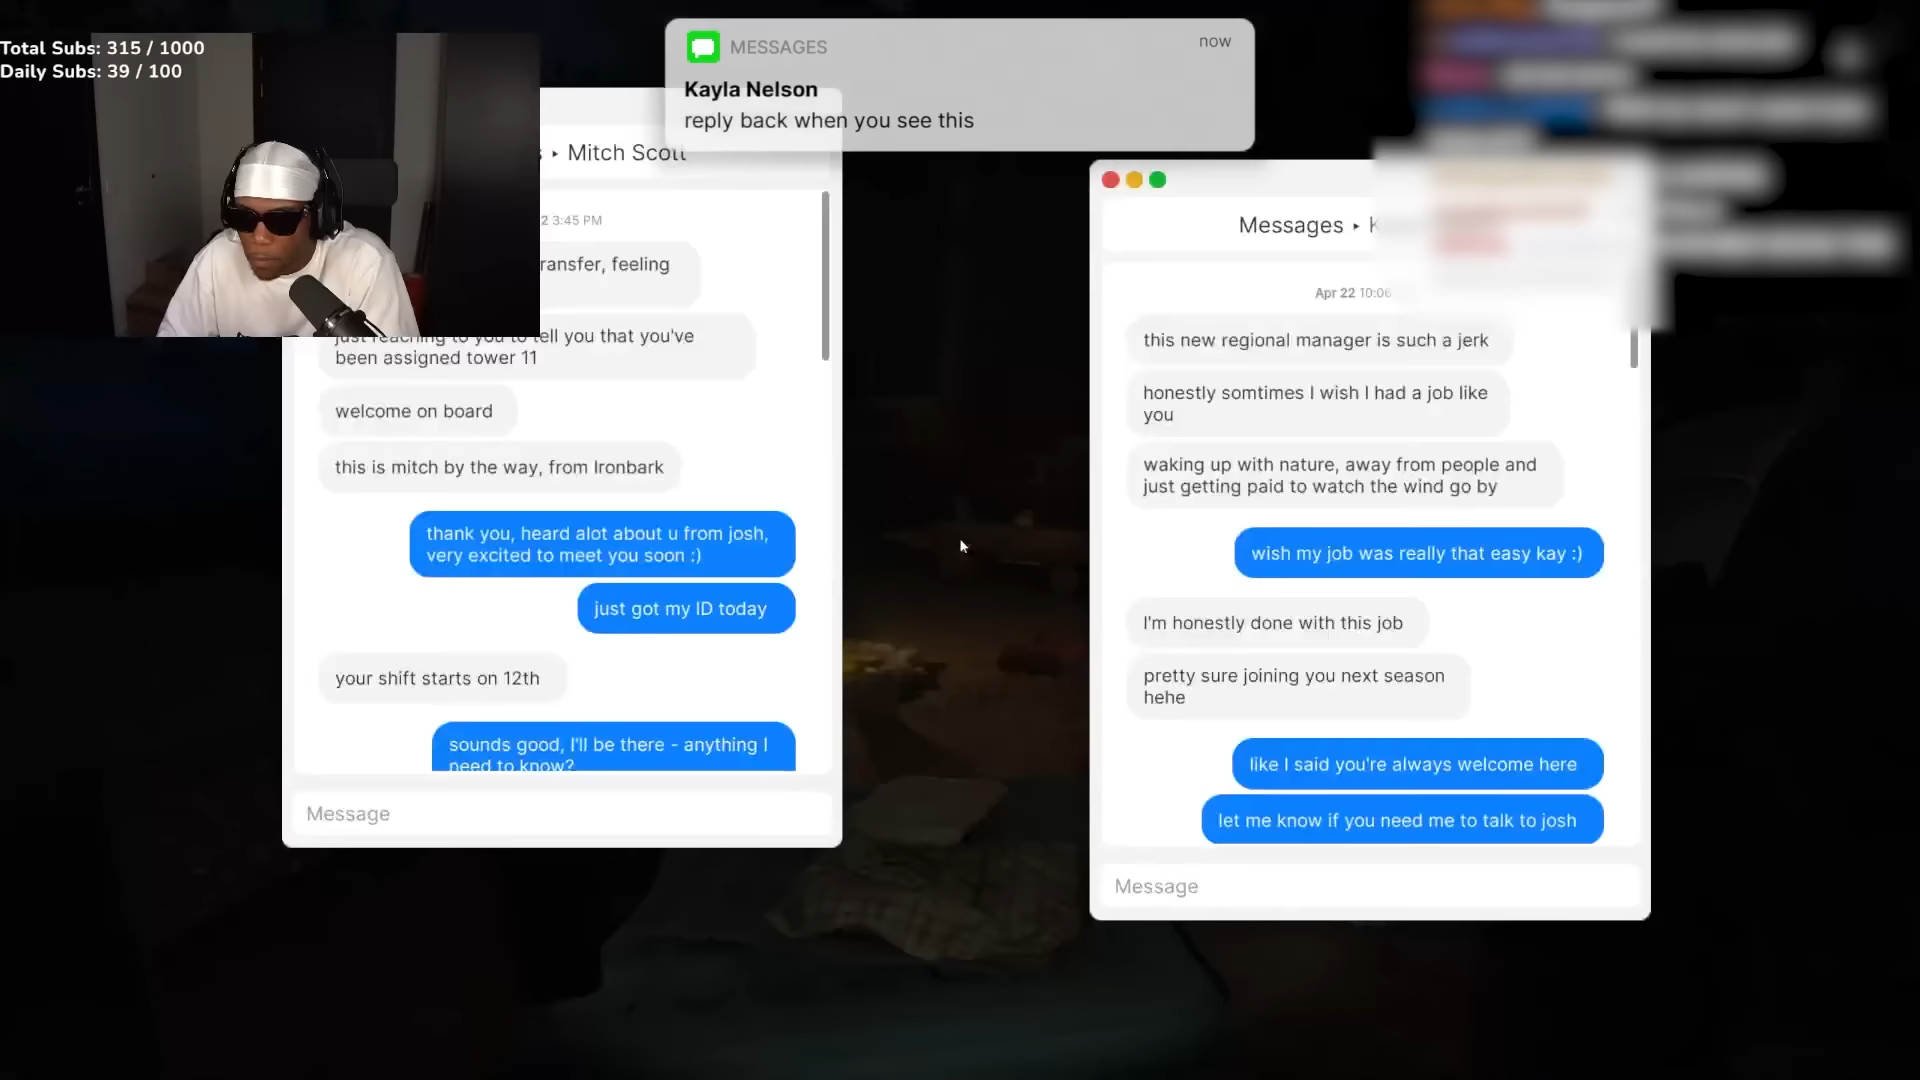 Total Subs: 315 / 1000
Daily Subs: 39 / 100
MESSAGES
now
Kayla Nelson
reply back when you see this
Mitch Scott
2 3:45 PM
ransfer, feeling
just reaching to you to tell you that you've
been assigned tower 11
welcome on board
this is mitch by the way, from Ironbark
thank you, heard alot about u from josh,
very excited to meet you soon :)
just got my ID today
your shift starts on 12th
sounds good, I'll be there - anything I
need to know?
Message
Messages ▸ K
Apr 22 10:06
this new regional manager is such a jerk
honestly somtimes I wish I had a job like
you
waking up with nature, away from people and
just getting paid to watch the wind go by
wish my job was really that easy kay :)
I'm honestly done with this job
pretty sure joining you next season
hehe
like I said you're always welcome here
let me know if you need me to talk to josh
Message